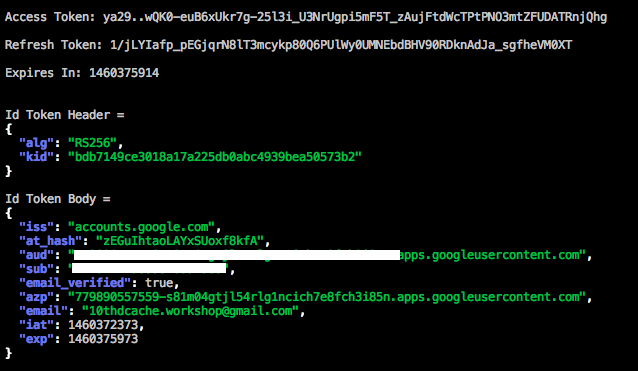 Access Token: ya29..wQK0-euB6xUkr7g-25l3i_U3NrUgpi5mF5T_zAujFtdWcTPtPNO3mtZFUDATRnjQhg
Refresh Token: 1/jLYIafp_pEGjqrN8lT3mcykp80Q6PUlWy0UMNEbdBHV90RDknAdJa_sgfheVM0XT
Expires In: 1460375914
Id Token Header =
{
"alg": "RS256",
"kid": "bdb7149ce3018a17a225db0abc4939bea50573b2"
}
Id Token Body =
{
"iss": "accounts.google.com",
"at_hash": "zEGuIhtaoLAYxSUoxf8kfA",
"aud": "apps.googleusercontent.com",
"sub": "",
"email_verified": true,
"azp": "779890557559-s81m04gtjl54rlg1ncich7e8fch3i85n.apps.googleusercontent.com",
"email": "10thdcache.workshop@gmail.com",
"iat": 1460372373,
"exp": 1460375973
}